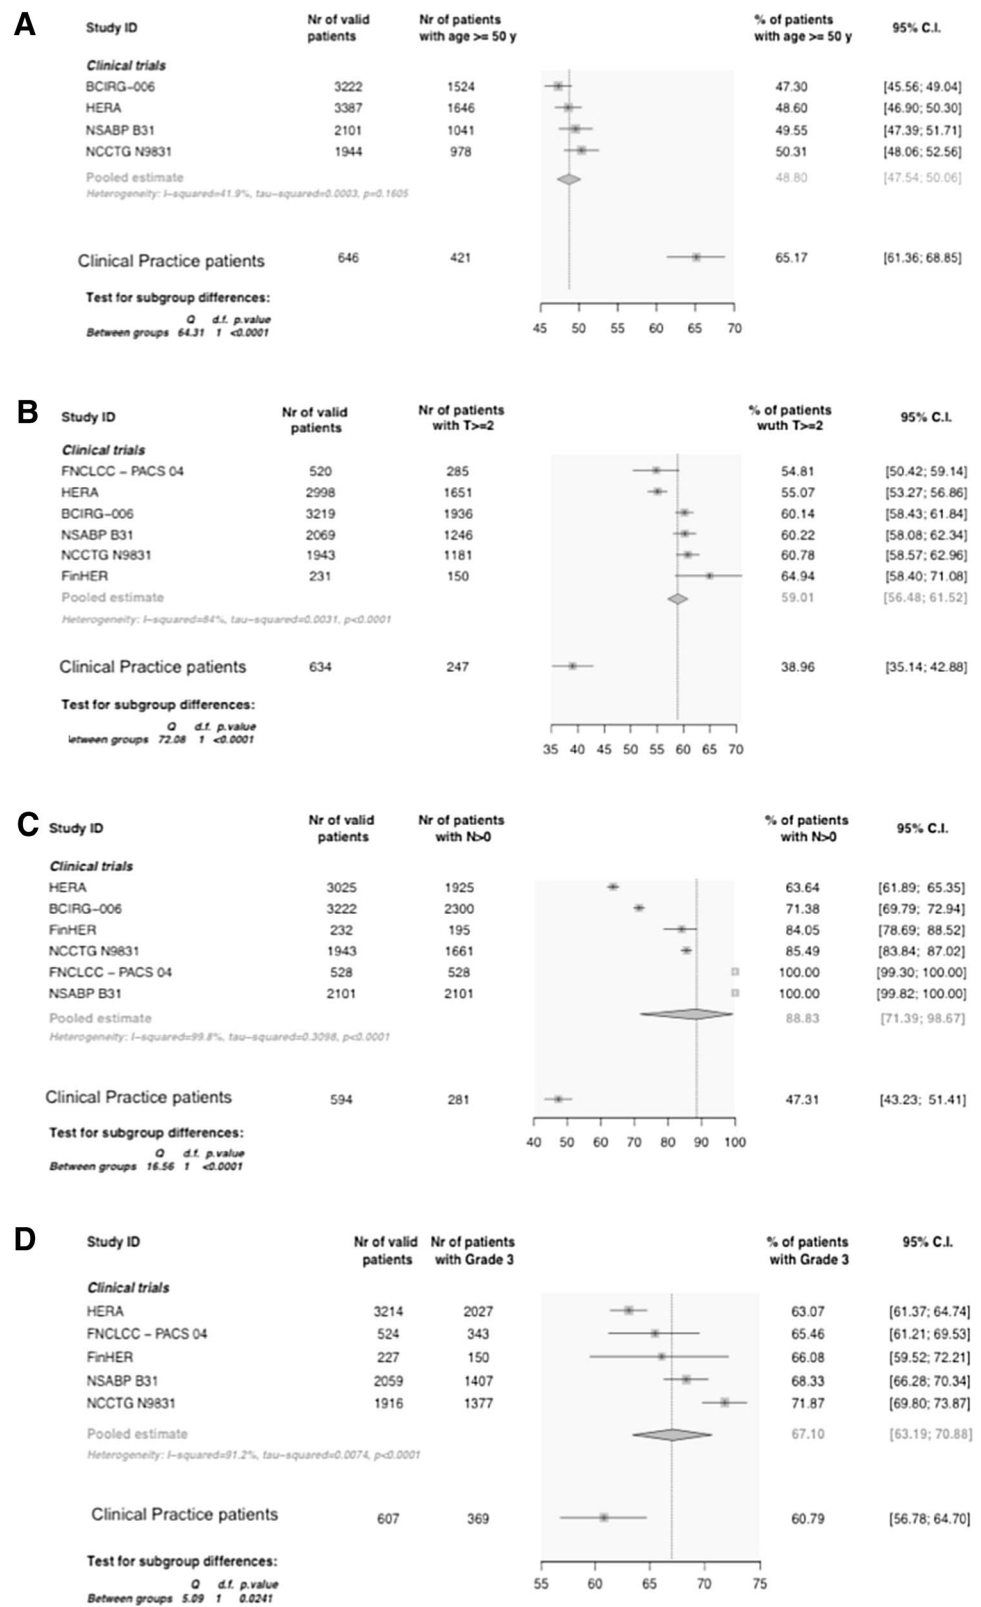 A
Study ID Nr of valid patients Nr of patients with age >= 50 y % of patients with age >= 50 y 95% C.I.
Clinical trials
BCIRG-006 3222 1524 47.30 [45.56; 49.04]
HERA 3387 1646 48.60 [46.90; 50.30]
NSABP B31 2101 1041 49.55 [47.39; 51.71]
NCCTG N9831 1944 978 50.31 [48.06; 52.56]
Pooled estimate 48.80 [47.54; 50.06]
Heterogeneity: I-squared=41.9%, tau-squared=0.0003, p=0.1605
Clinical Practice patients 646 421 65.17 [61.36; 68.85]
Test for subgroup differences:
Q d.f. p.value
Between groups 64.31 1 <0.0001
45 50 55 60 65 70
B
Study ID Nr of valid patients Nr of patients with T>=2 % of patients wuth T>=2 95% C.I.
Clinical trials
FNCLCC - PACS 04 520 285 54.81 [50.42; 59.14]
HERA 2998 1651 55.07 [53.27; 56.86]
BCIRG-006 3219 1936 60.14 [58.43; 61.84]
NSABP B31 2069 1246 60.22 [58.08; 62.34]
NCCTG N9831 1943 1181 60.78 [58.57; 62.96]
FinHER 231 150 64.94 [58.40; 71.08]
Pooled estimate 59.01 [56.48; 61.52]
Heterogeneity: I-squared=84%, tau-squared=0.0031, p<0.0001
Clinical Practice patients 634 247 38.96 [35.14; 42.88]
Test for subgroup differences:
Q d.f. p.value
etween groups 72.08 1 <0.0001
35 40 45 50 55 60 65 70
C
Study ID Nr of valid patients Nr of patients with N>0 % of patients with N>0 95% C.I.
Clinical trials
HERA 3025 1925 63.64 [61.89; 65.35]
BCIRG-006 3222 2300 71.38 [69.79; 72.94]
FinHER 232 195 84.05 [78.69; 88.52]
NCCTG N9831 1943 1661 85.49 [83.84; 87.02]
FNCLCC - PACS 04 528 528 100.00 [99.30; 100.00]
NSABP B31 2101 2101 100.00 [99.82; 100.00]
Pooled estimate 88.83 [71.39; 98.67]
Heterogeneity: I-squared=99.8%, tau-squared=0.3098, p<0.0001
Clinical Practice patients 594 281 47.31 [43.23; 51.41]
Test for subgroup differences:
Q d.f. p.value
Between groups 16.56 1 <0.0001
40 50 60 70 80 90 100
D
Study ID Nr of valid patients Nr of patients with Grade 3 % of patients with Grade 3 95% C.I.
Clinical trials
HERA 3214 2027 63.07 [61.37; 64.74]
FNCLCC - PACS 04 524 343 65.46 [61.21; 69.53]
FinHER 227 150 66.08 [59.52; 72.21]
NSABP B31 2059 1407 68.33 [66.28; 70.34]
NCCTG N9831 1916 1377 71.87 [69.80; 73.87]
Pooled estimate 67.10 [63.19; 70.88]
Heterogeneity: I-squared=91.2%, tau-squared=0.0074, p<0.0001
Clinical Practice patients 607 369 60.79 [56.78; 64.70]
Test for subgroup differences:
Q d.f. p.value
Between groups 5.09 1 0.0241
55 60 65 70 75